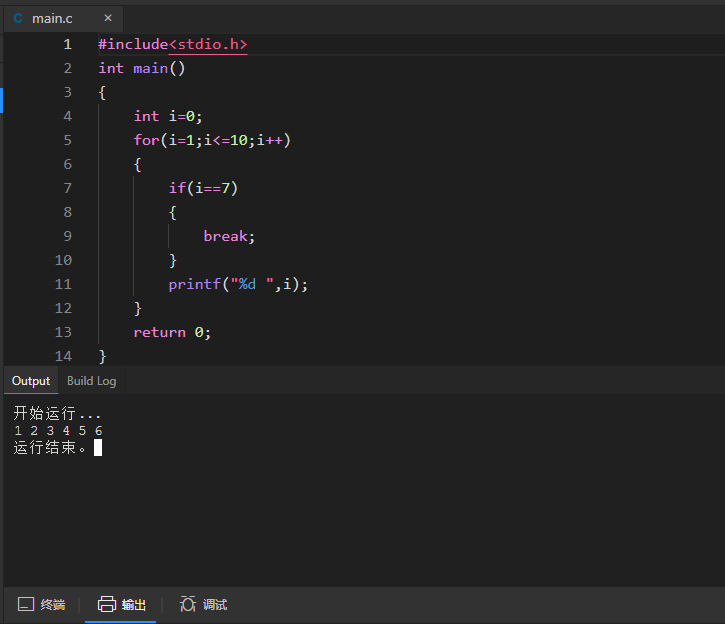 C main.c ×
1 #include<stdio.h>
2 int main()
3 {
4     int i=0;
5     for(i=1;i<=10;i++)
6     {
7         if(i==7)
8         {
9             break;
10         }
11         printf("%d ",i);
12     }
13     return 0;
14 }
Output Build Log
开始运行...
1 2 3 4 5 6
运行结束。
终端 输出 调试